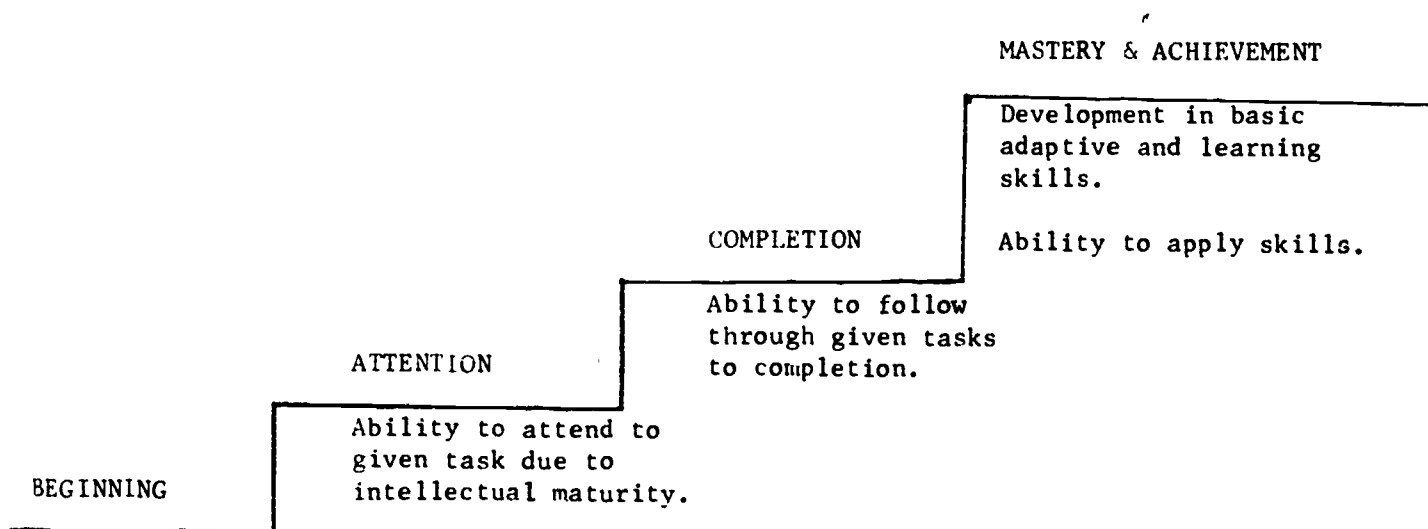 MASTERY & ACHIEVEMENT
Development in basic
adaptive and learning
skills.
Ability to apply skills.
COMPLETION
Ability to follow
through given tasks
to completion.
ATTENTION
Ability to attend to
given task due to
intellectual maturity.
BEGINNING